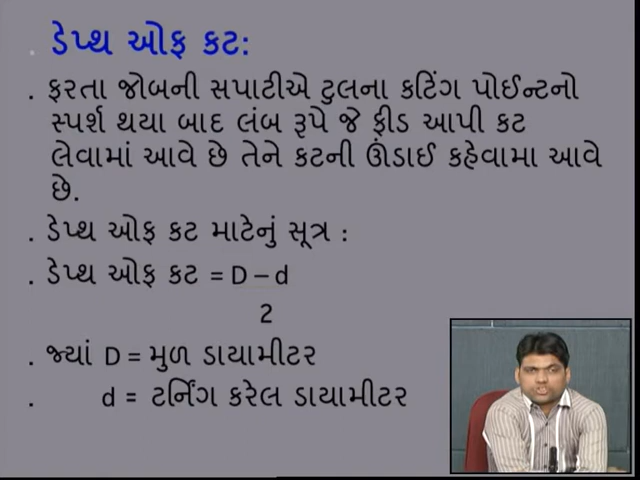 . ડેપ્થ ઓફ કટ:
. ફરતા જોબની સપાટીએ ટુલના કટિંગ પોઈન્ટનો
સ્પર્શ થયા બાદ લંબ રૂપે જે ફીડ આપી કટ
લેવામાં આવે છે તેને કટની ઊંડાઈ કહેવામા આવે
છે.
. ડેપ્થ ઓફ કટ માટેનું સૂત્ર :
. ડેપ્થ ઓફ કટ = D – d
2
. જ્યાં D = મુળ ડાયામીટર
. d = ટર્નિંગ કરેલ ડાયામીટર